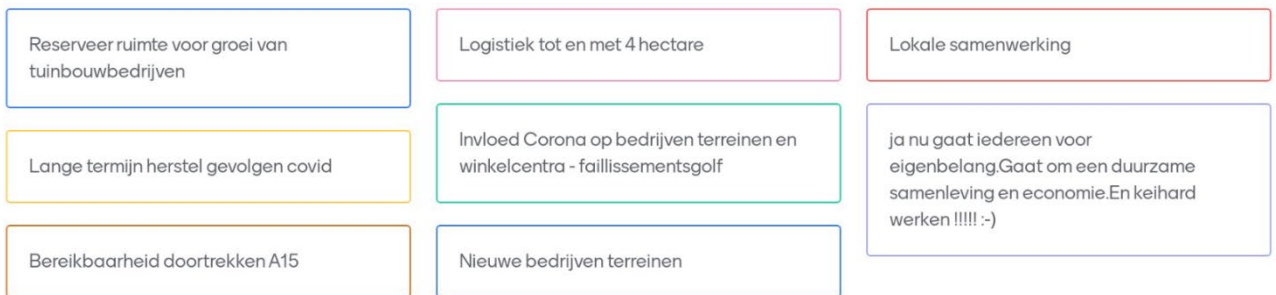 Reserveer ruimte voor groei van
tuinbouwbedrijven
Lange termijn herstel gevolgen covid
Bereikbaarheid doortrekken A15
Logistiek tot en met 4 hectare
Invloed Corona op bedrijven terreinen en
winkelcentra - faillissementsgolf
Nieuwe bedrijven terreinen
Lokale samenwerking
ja nu gaat iedereen voor
eigenbelang.Gaat om een duurzame
samenleving en economie.En keihard
werken !!!!! :-)